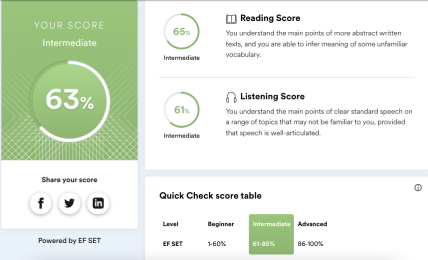 YOUR SCORE
Intermediate
63%
Share your score
Powered by EF SET
65%
Intermediate
Reading Score
You understand the main points of more abstract written
texts, and you are able to infer meaning of some unfamiliar
vocabulary.
61%
Intermediate
Listening Score
You understand the main points of clear standard speech on
a range of topics that may not be familiar to you, provided
that speech is well-articulated.
Quick Check score table
Level Beginner Intermediate Advanced
EF SET 1-60% 61-85% 86-100%